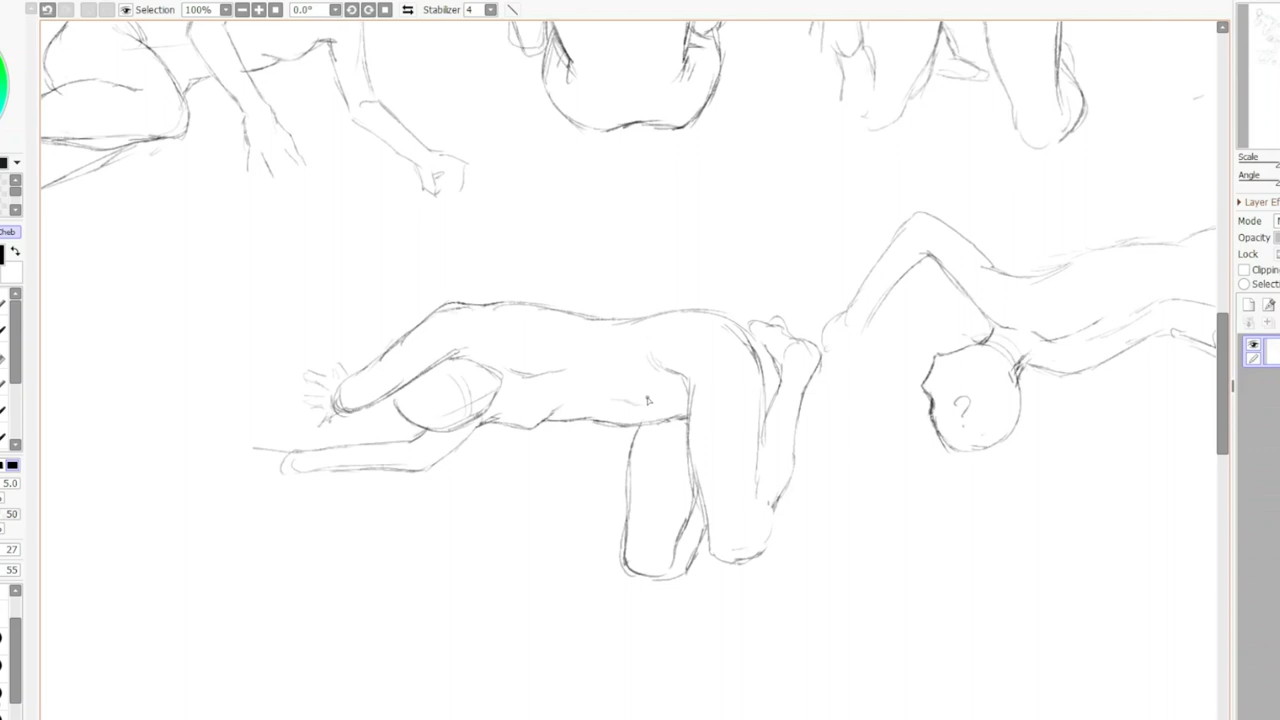 Selection 100% 0.0° Stabilizer 4
Scale
Angle
Layer Ef
Mode
Opacity
Lock
Clippin
Selecti
Cheb
5.0
50
27
55
?